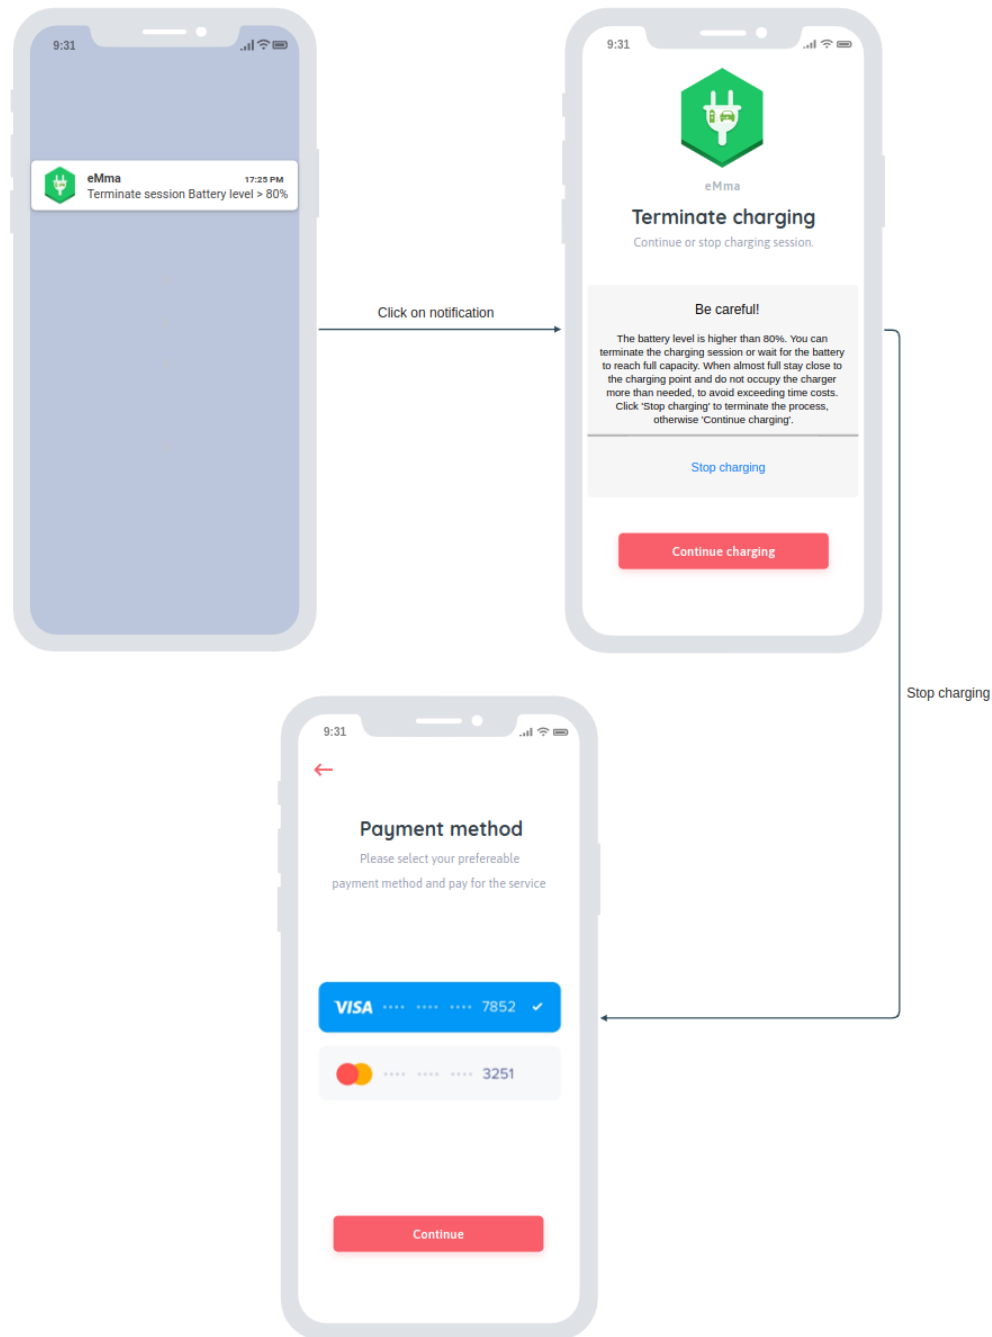 9:31
eMma
17:25 PM
Terminate session Battery level > 80%
Click on notification
9:31
eMma
Terminate charging
Continue or stop charging session.
Be careful!
The battery level is higher than 80%. You can
terminate the charging session or wait for the battery
to reach full capacity. When almost full stay close to
the charging point and do not occupy the charger
more than needed, to avoid exceeding time costs.
Click 'Stop charging' to terminate the process,
otherwise 'Continue charging'.
Stop charging
Continue charging
Stop charging
9:31
Payment method
Please select your prefereable
payment method and pay for the service
VISA •••• •••• •••• 7852
•••• •••• •••• 3251
Continue